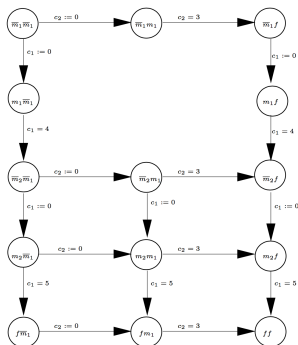 m̅₁m̅₁ c₂ := 0 m̅₁m₁ c₂ = 3 m̅₁f
c₁ := 0 c₁ := 0
m₁m̅₁ m₁f
c₁ = 4 c₁ = 4
m̅₂m̅₁ c₂ := 0 m̅₂m₁ c₂ = 3 m̅₂f
c₁ := 0 c₁ := 0 c₁ := 0
m₂m̅₁ c₂ := 0 m₂m₁ c₂ = 3 m₂f
c₁ = 5 c₁ = 5 c₁ = 5
fm̅₁ c₂ := 0 fm₁ c₂ = 3 ff